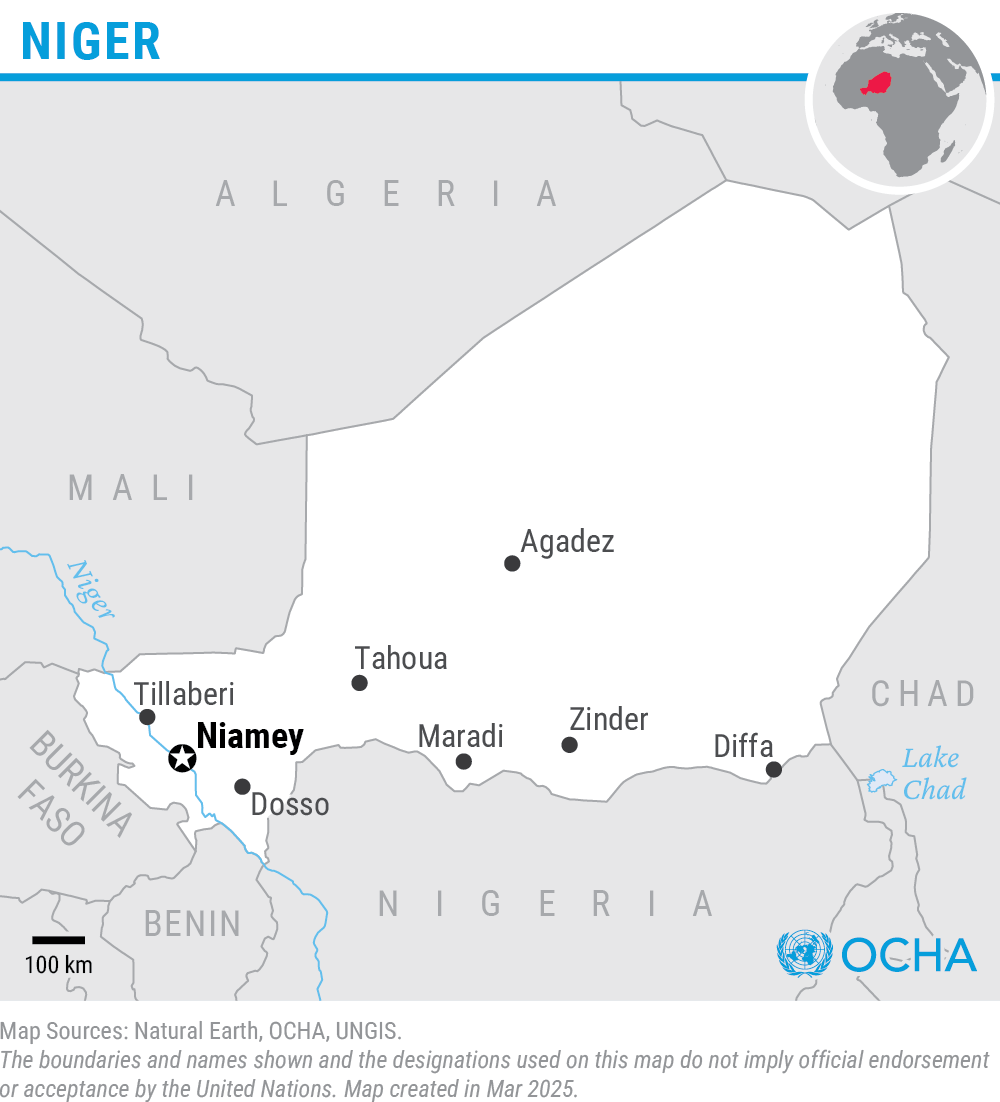 NIGER
ALGERIA
MALI
Niger
Agadez
Tahoua
Tillaberi
Niamey
Zinder
Maradi
Diffa
Dosso
CHAD
Lake
Chad
BURKINA
FASO
NIGERIA
BENIN
100 km
OCHA
Map Sources: Natural Earth, OCHA, UNGIS.
The boundaries and names shown and the designations used on this map do not imply official endorsement
or acceptance by the United Nations. Map created in Mar 2025.